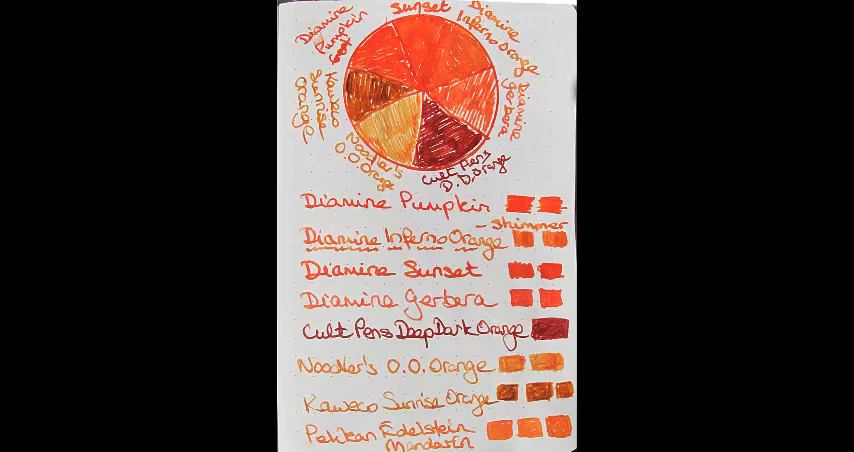 Sunset
Diamine
Inferno Orange
Diamine
Pumpkin
Diamine
Gerbera
Kaweco
Sunrise
Orange
Noodler's
O.O.Orange
Cult Pens
D.D.Orange
Diamine Pumpkin
- Shimmer
Diamine Inferno Orange
Diamine Sunset
Diamine Gerbera
Cult Pens Deep Dark Orange
Noodler's O.O.Orange
Kaweco Sunrise Orange
Pelikan Edelstein
Mandarin